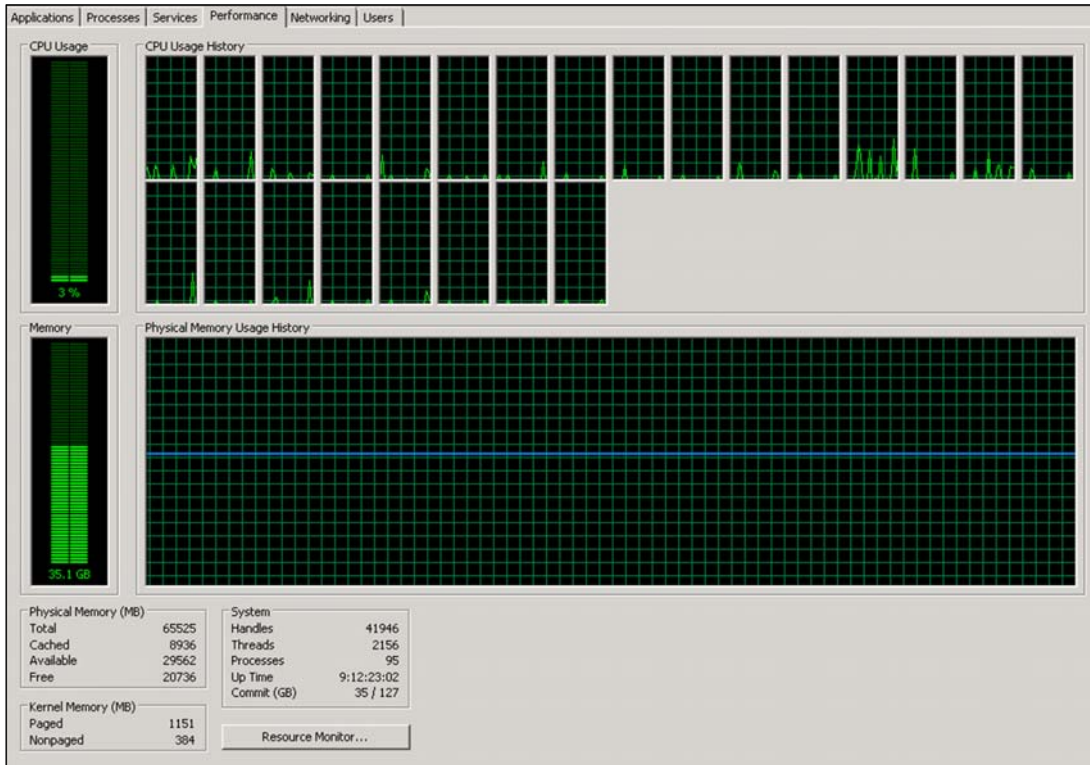 Applications Processes Services Performance Networking Users
CPU Usage
CPU Usage History
3 %
Memory
Physical Memory Usage History
35.1 GB
Physical Memory (MB)
Total 65525
Cached 8936
Available 29562
Free 20736
Kernel Memory (MB)
Paged 1151
Nonpaged 384
System
Handles 41946
Threads 2156
Processes 95
Up Time 9:12:23:02
Commit (GB) 35 / 127
Resource Monitor...